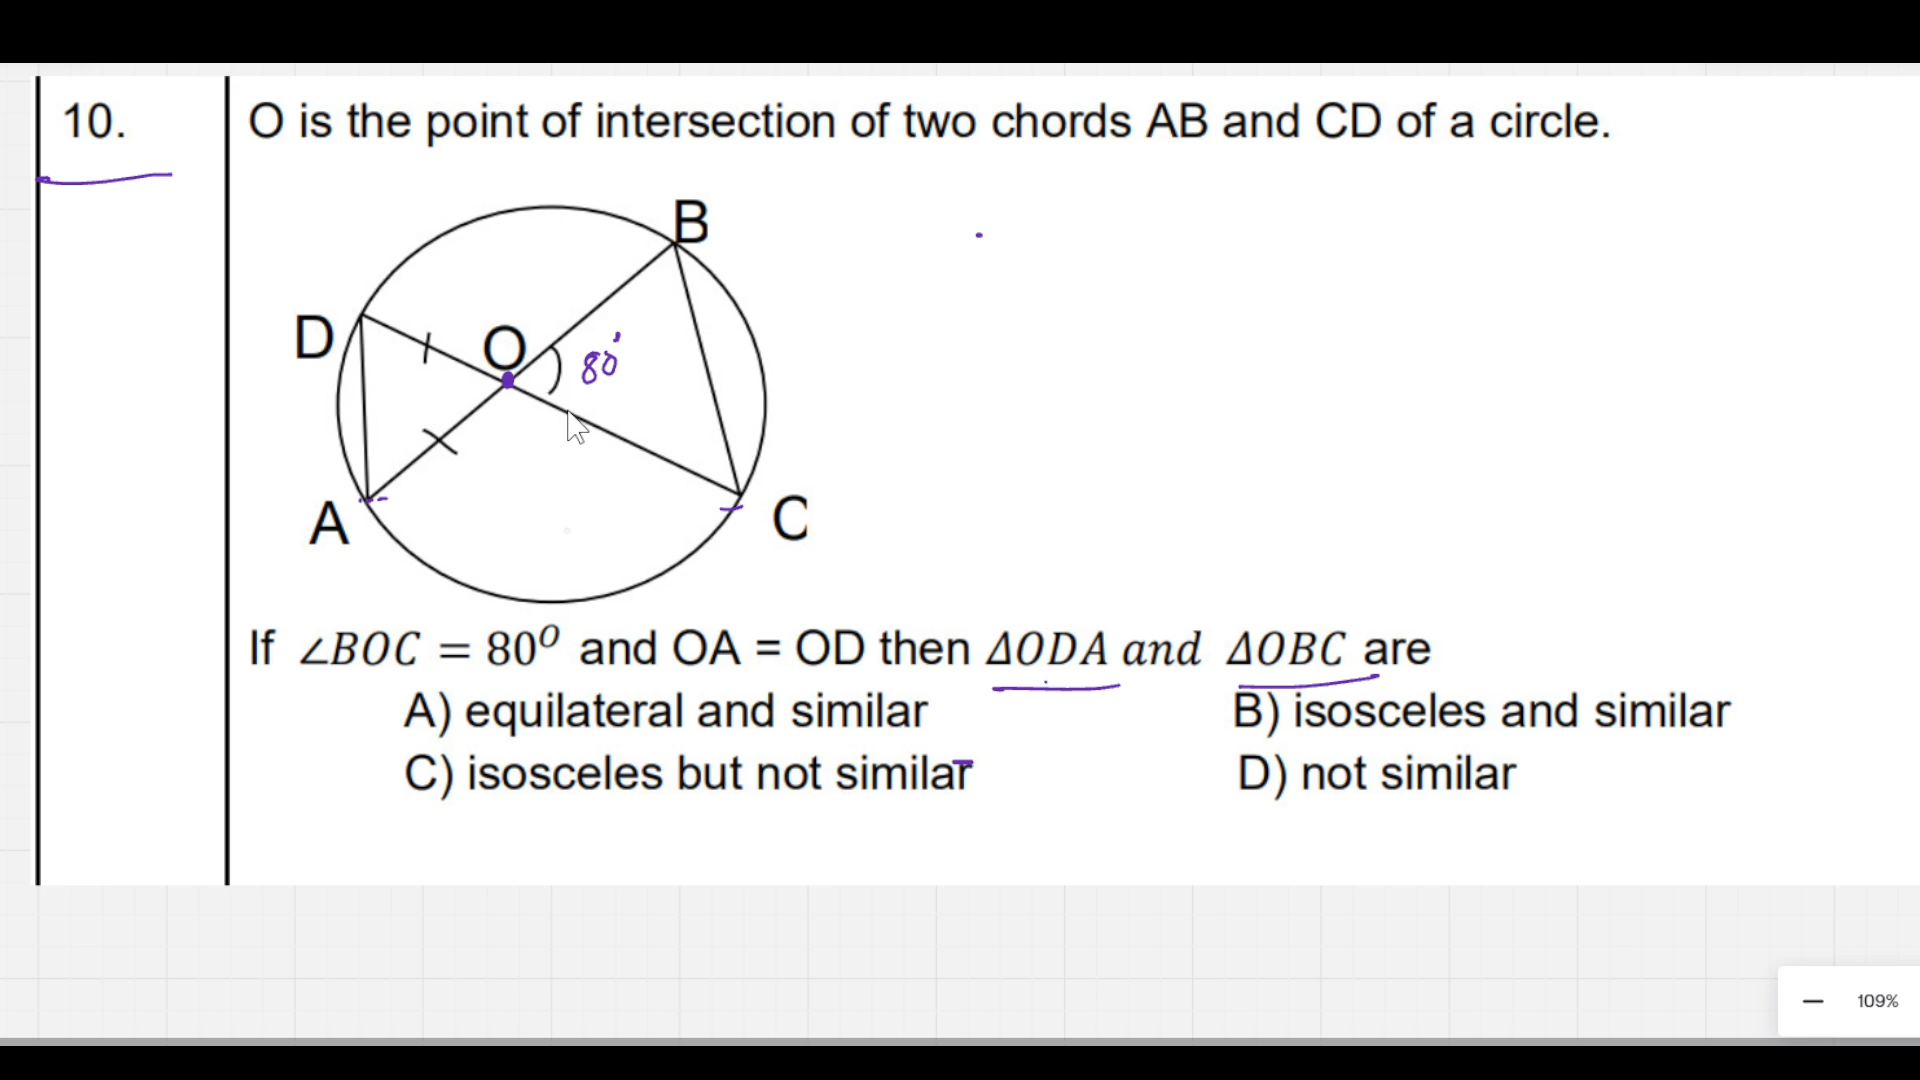 10.
O is the point of intersection of two chords AB and CD of a circle.
B
D
O
80°
A
C
If ∠BOC = 80⁰ and OA = OD then ΔODA and ΔOBC are
A) equilateral and similar
B) isosceles and similar
C) isosceles but not similar
D) not similar
109%